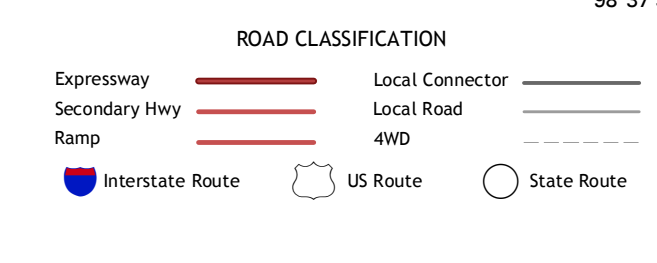 ROAD CLASSIFICATION
Expressway
Local Connector
Secondary Hwy
Local Road
Ramp
4WD
Interstate Route
US Route
State Route